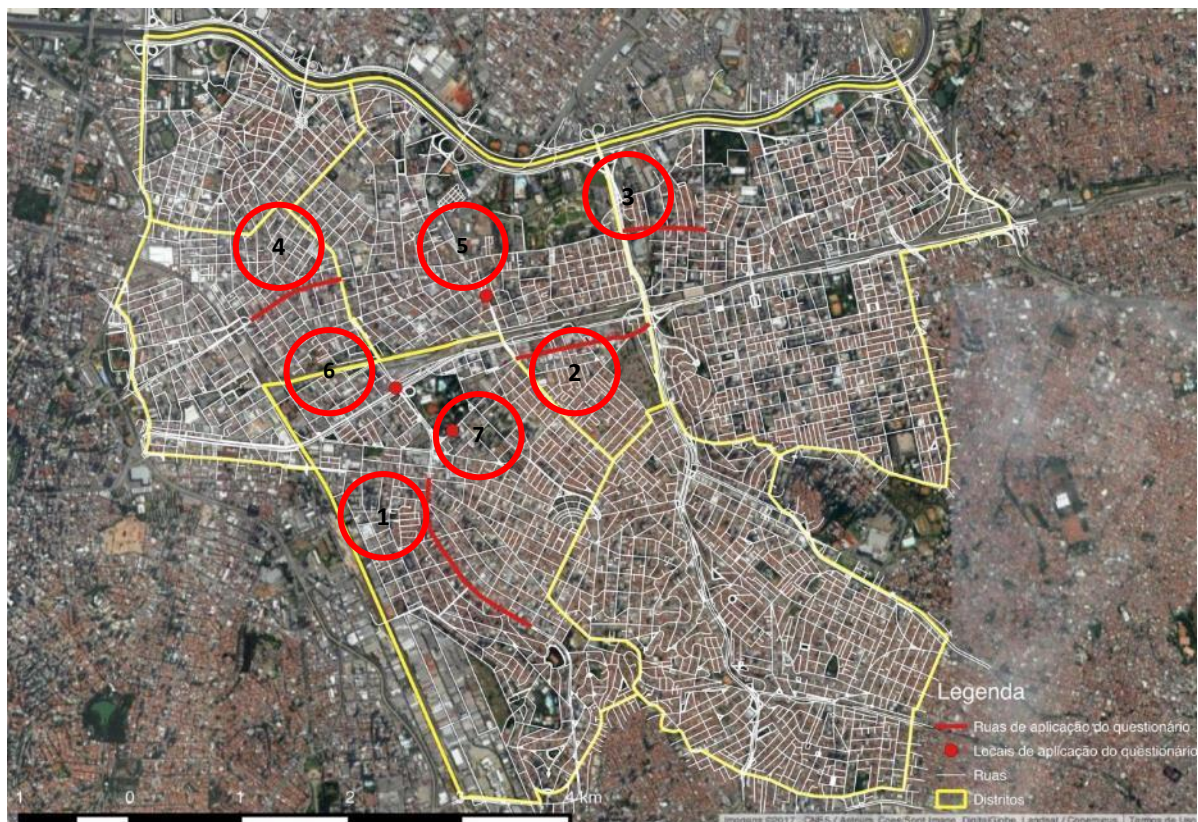 3
4
5
6
2
7
1
Legenda
Ruas de aplicação do questionário
Locais de aplicação do questionário
Ruas
Distritos
1 0 1 2 4 km